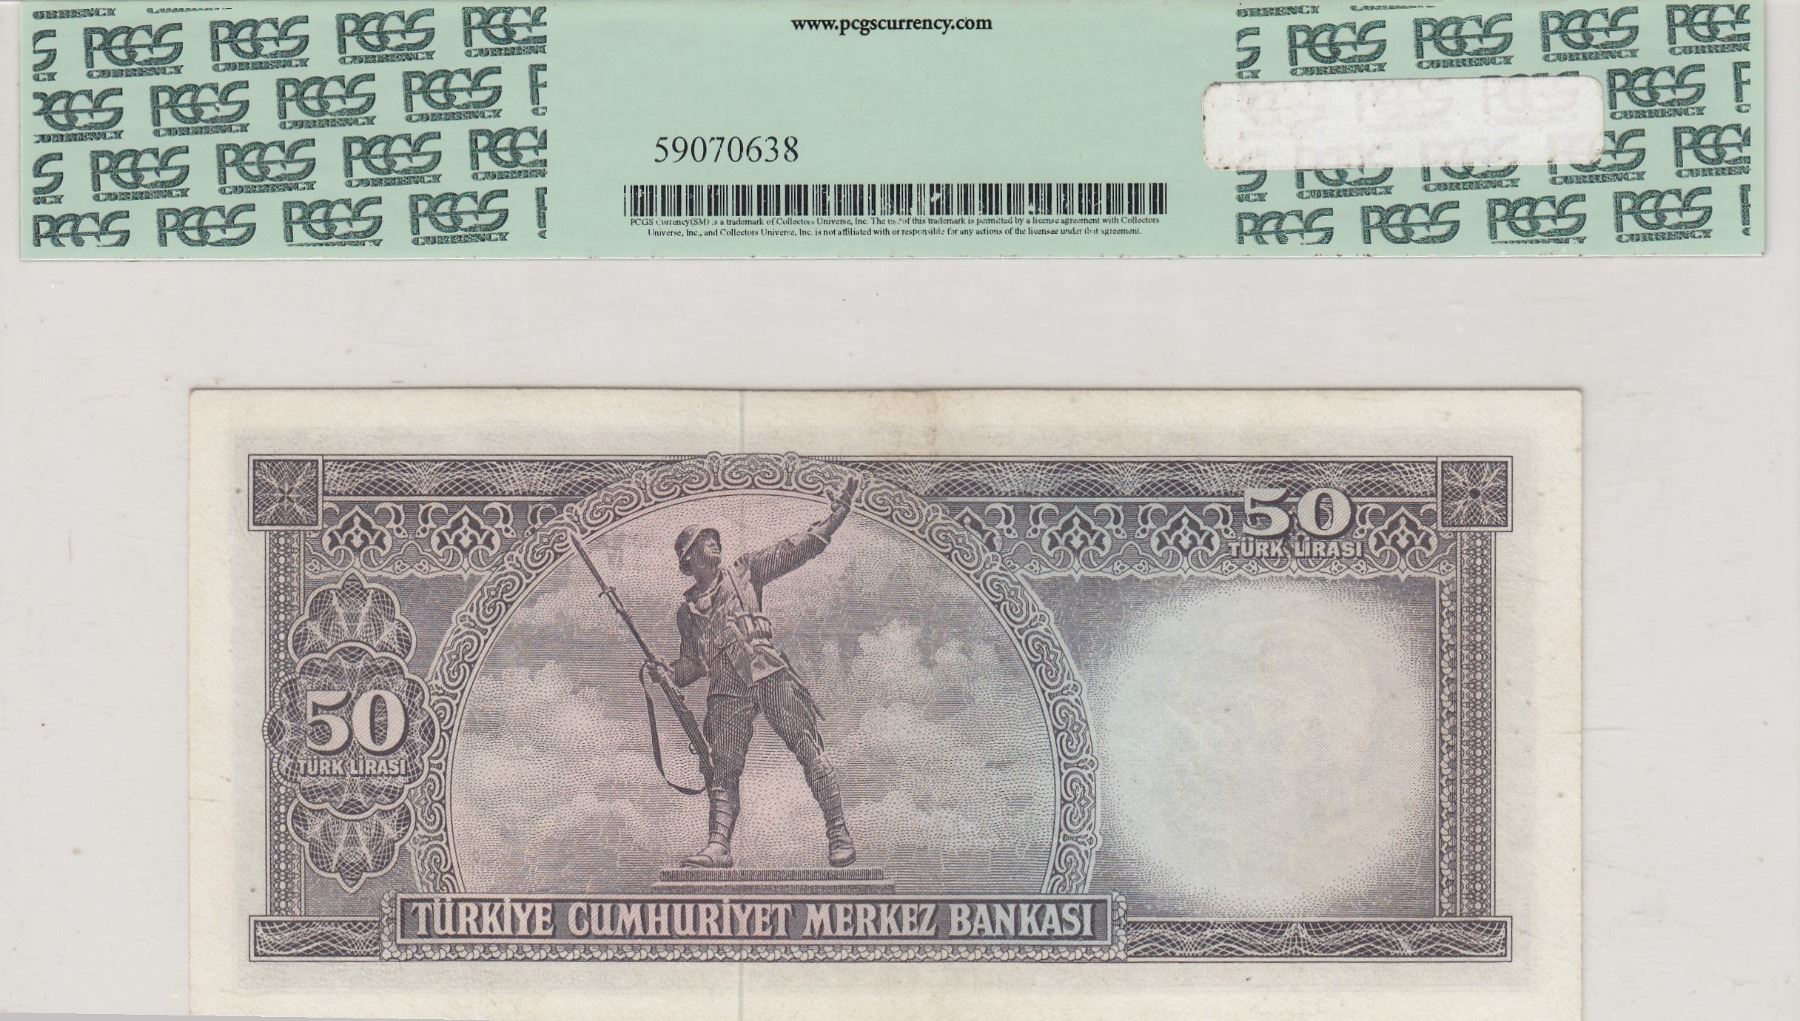 www.pcgscurrency.com
PCGS CURRENCY
59070638
PCGS Currency(SM) is a trademark of Collectors Universe, Inc. The use of this trademark is permitted by a license agreement with Collectors
Universe, Inc., and Collectors Universe, Inc. is not affiliated with or responsible for any actions of the licensee under that agreement.
50
TÜRK LİRASI
50
TÜRK LİRASI
TÜRKİYE CUMHURİYET MERKEZ BANKASI